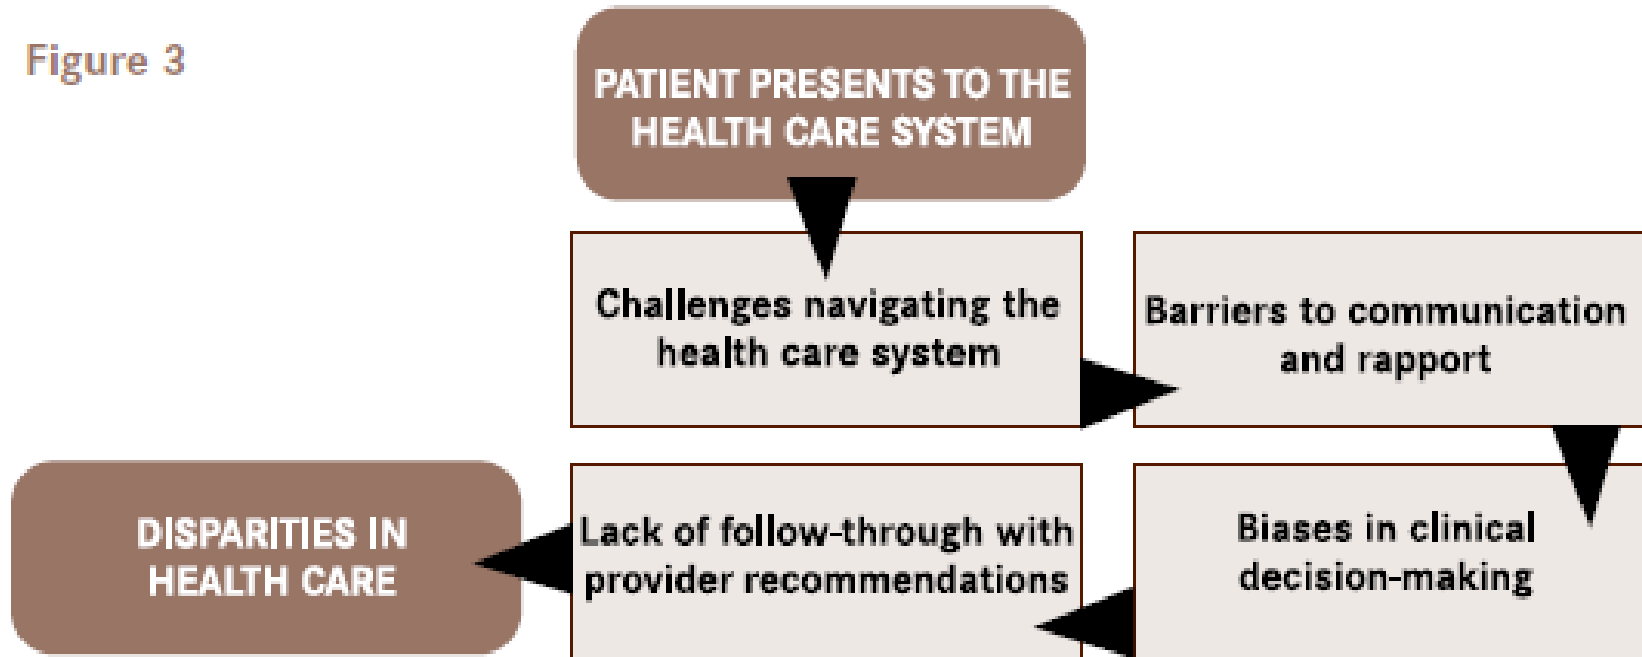 Figure 3
PATIENT PRESENTS TO THE
HEALTH CARE SYSTEM
Challenges navigating the
health care system
Barriers to communication
and rapport
Biases in clinical
decision-making
Lack of follow-through with
provider recommendations
DISPARITIES IN
HEALTH CARE